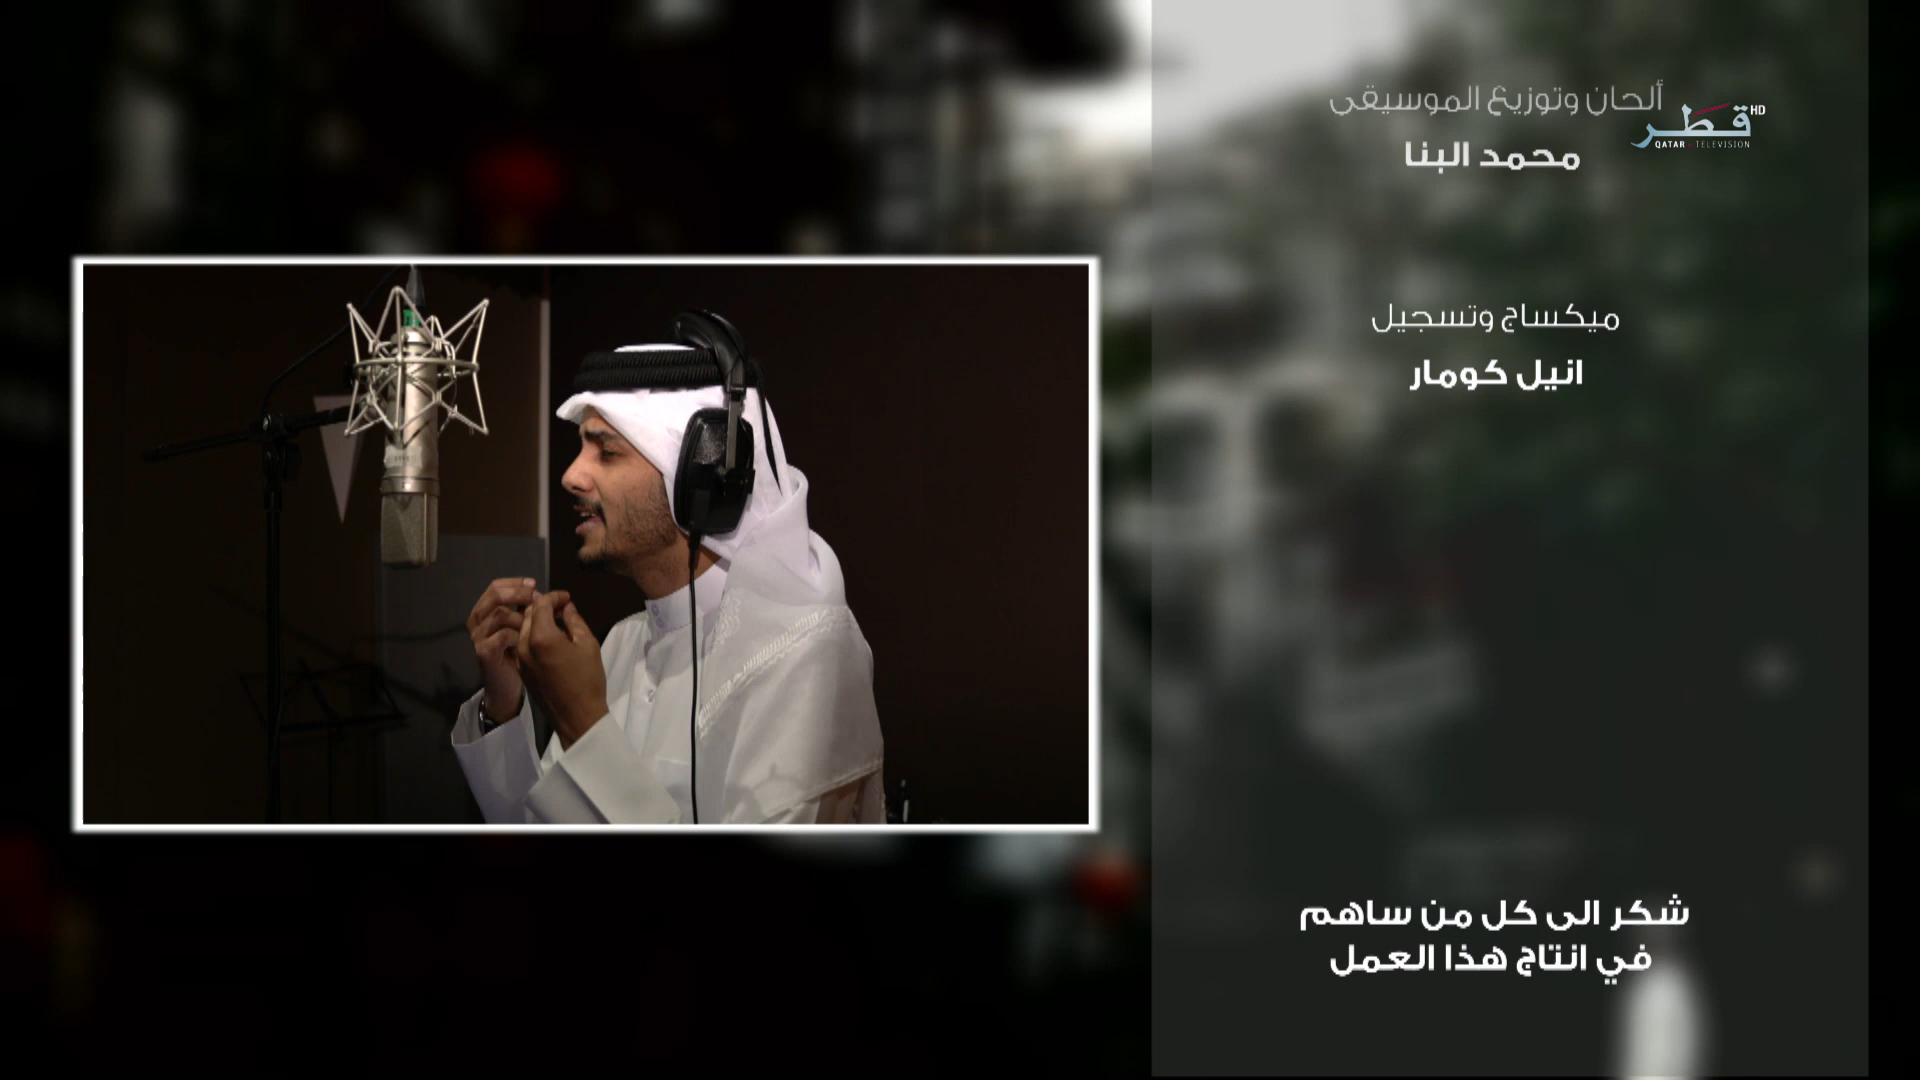 ألحان وتوزيع الموسيقى
محمد البنا
قطر HD
QATAR TELEVISION
ميكساج وتسجيل
انيل كومار
شكر الى كل من ساهم
في انتاج هذا العمل